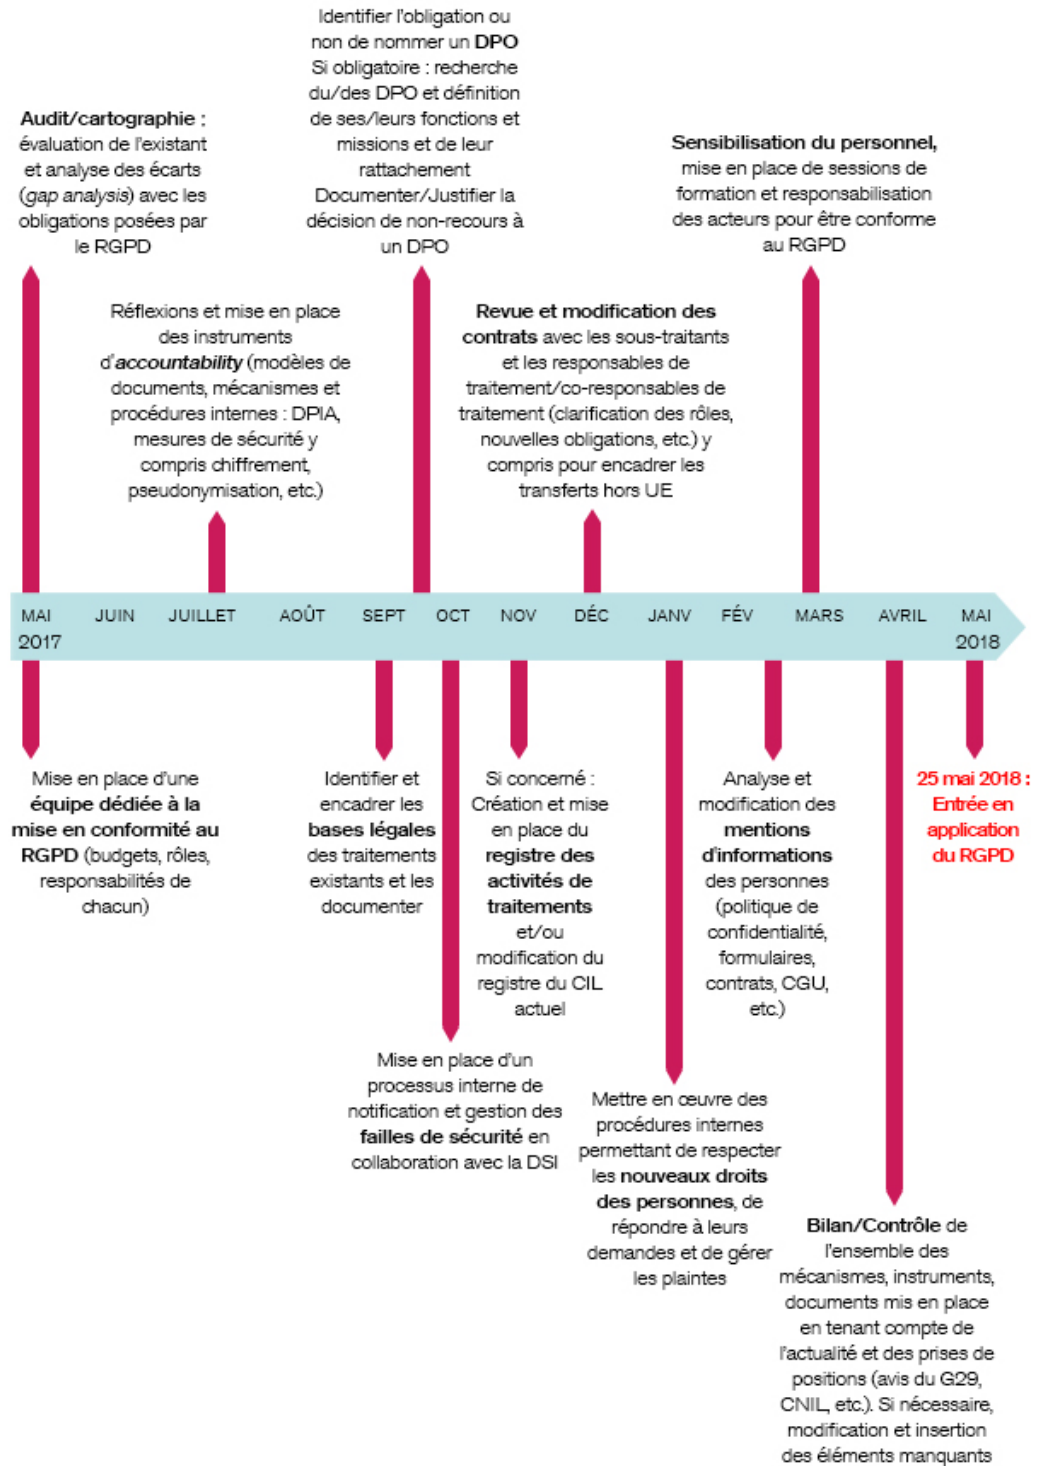 Identifier l'obligation ou
non de nommer un DPO
Si obligatoire : recherche
du/des DPO et définition
de ses/leurs fonctions et
missions et de leur
rattachement
Documenter/Justifier la
décision de non-recours à
un DPO
Audit/cartographie :
évaluation de l'existant
et analyse des écarts
(gap analysis) avec les
obligations posées par
le RGPD
Sensibilisation du personnel,
mise en place de sessions de
formation et responsabilisation
des acteurs pour être conforme
au RGPD
Réflexions et mise en place
des instruments
d'accountability (modèles de
documents, mécanismes et
procédures internes : DPIA,
mesures de sécurité y
compris chiffrement,
pseudonymisation, etc.)
Revue et modification des
contrats avec les sous-traitants
et les responsables de
traitement/co-responsables de
traitement (clarification des rôles,
nouvelles obligations, etc.) y
compris pour encadrer les
transferts hors UE
MAI JUIN JUILLET AOÛT SEPT OCT NOV DÉC JANV FÉV MARS AVRIL MAI
2017 2018
Mise en place d'une
équipe dédiée à la
mise en conformité au
RGPD (budgets, rôles,
responsabilités de
chacun)
Identifier et
encadrer les
bases légales
des traitements
existants et les
documenter
Si concerné :
Création et mise
en place du
registre des
activités de
traitements
et/ou
modification du
registre du CIL
actuel
Analyse et
modification des
mentions
d'informations
des personnes
(politique de
confidentialité,
formulaires,
contrats, CGU,
etc.)
25 mai 2018 :
Entrée en
application
du RGPD
Mise en place d'un
processus interne de
notification et gestion des
failles de sécurité en
collaboration avec la DSI
Mettre en œuvre des
procédures internes
permettant de respecter
les nouveaux droits
des personnes, de
répondre à leurs
demandes et de gérer
les plaintes
Bilan/Contrôle de
l'ensemble des
mécanismes, instruments,
documents mis en place
en tenant compte de
l'actualité et des prises de
positions (avis du G29,
CNIL, etc.). Si nécessaire,
modification et insertion
des éléments manquants